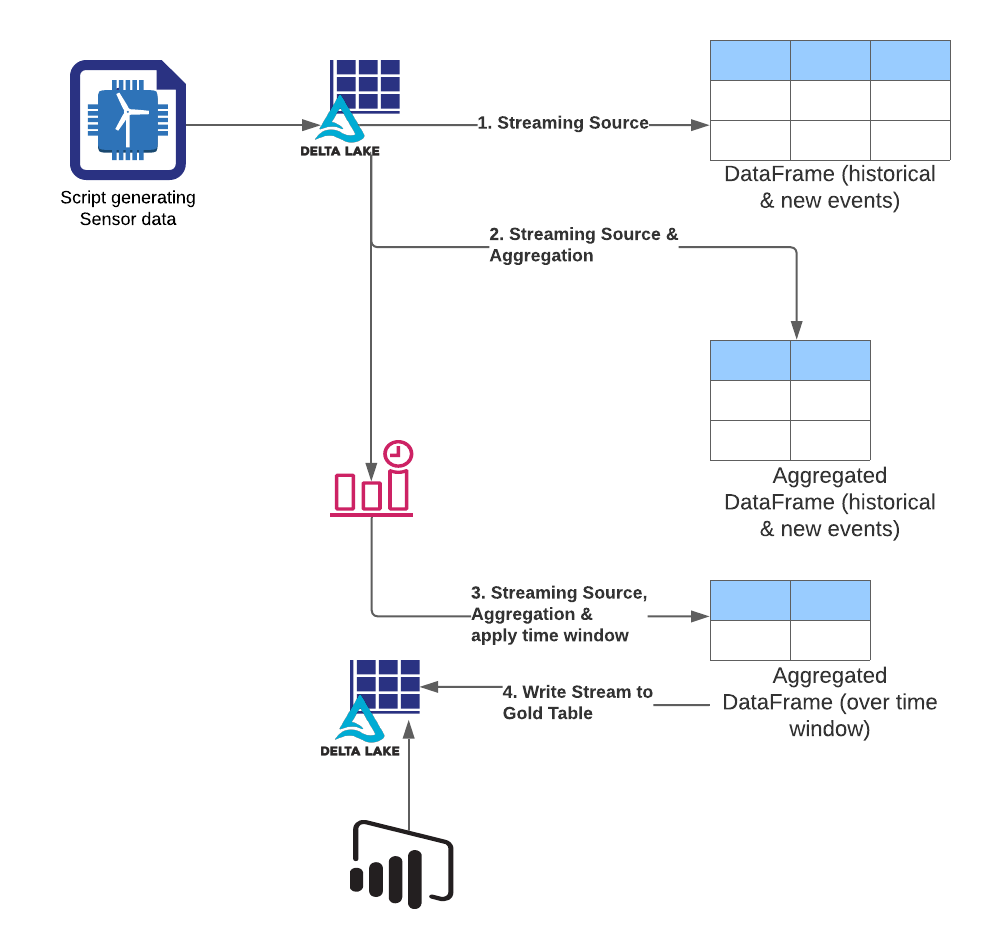 DELTA LAKE
1. Streaming Source
DataFrame (historical
& new events)
Script generating
Sensor data
2. Streaming Source &
Aggregation
Aggregated
DataFrame (historical
& new events)
3. Streaming Source,
Aggregation &
apply time window
Aggregated
DataFrame (over time
window)
4. Write Stream to
Gold Table
DELTA LAKE